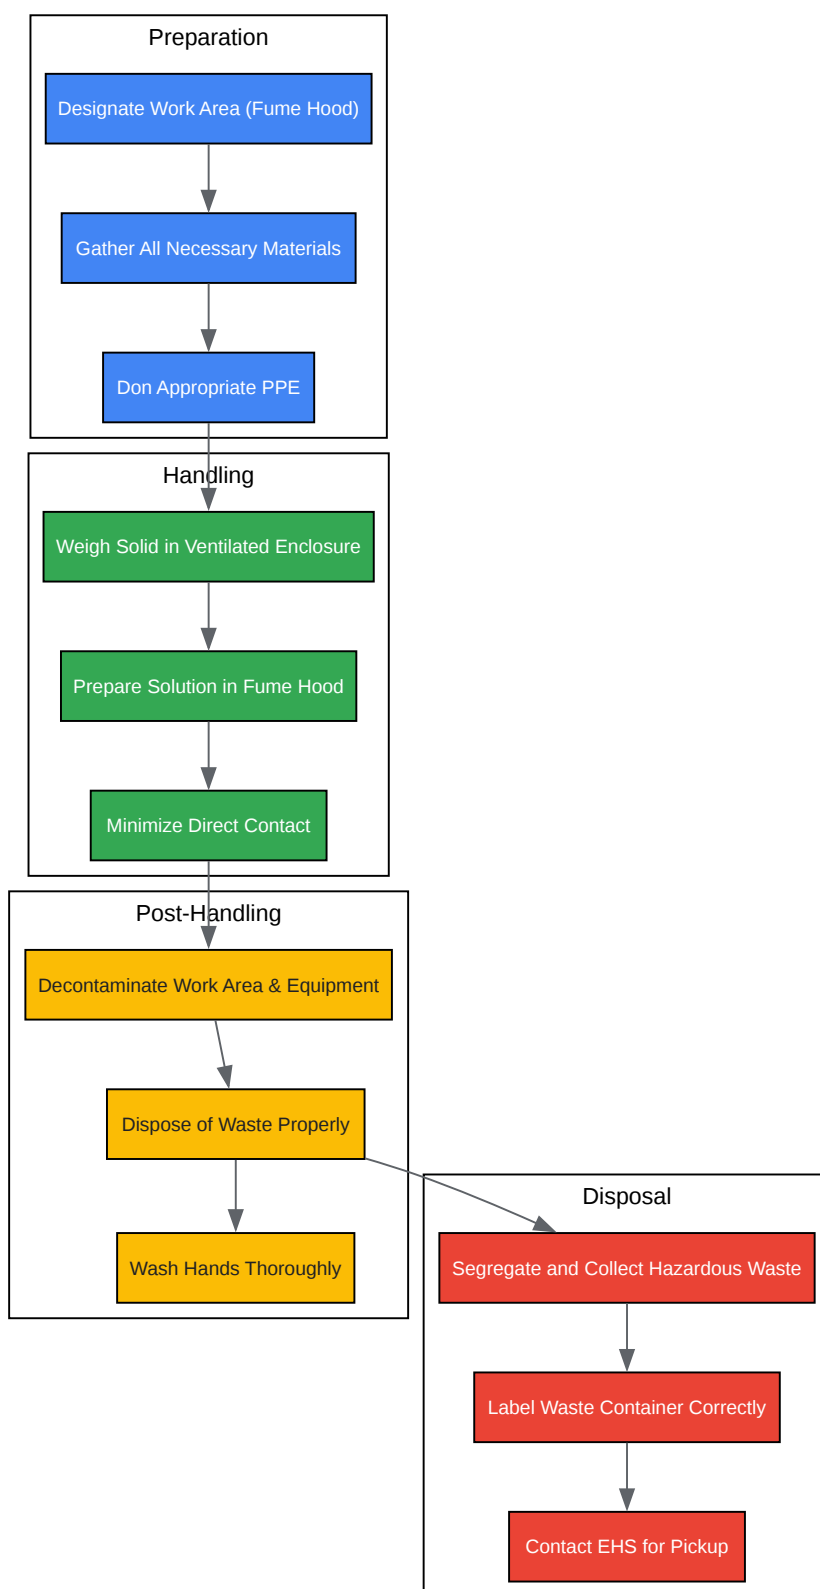 Preparation
Designate Work Area (Fume Hood)
Gather All Necessary Materials
Don Appropriate PPE
Handling
Weigh Solid in Ventilated Enclosure
Prepare Solution in Fume Hood
Minimize Direct Contact
Post-Handling
Decontaminate Work Area & Equipment
Dispose of Waste Properly
Wash Hands Thoroughly
Disposal
Segregate and Collect Hazardous Waste
Label Waste Container Correctly
Contact EHS for Pickup